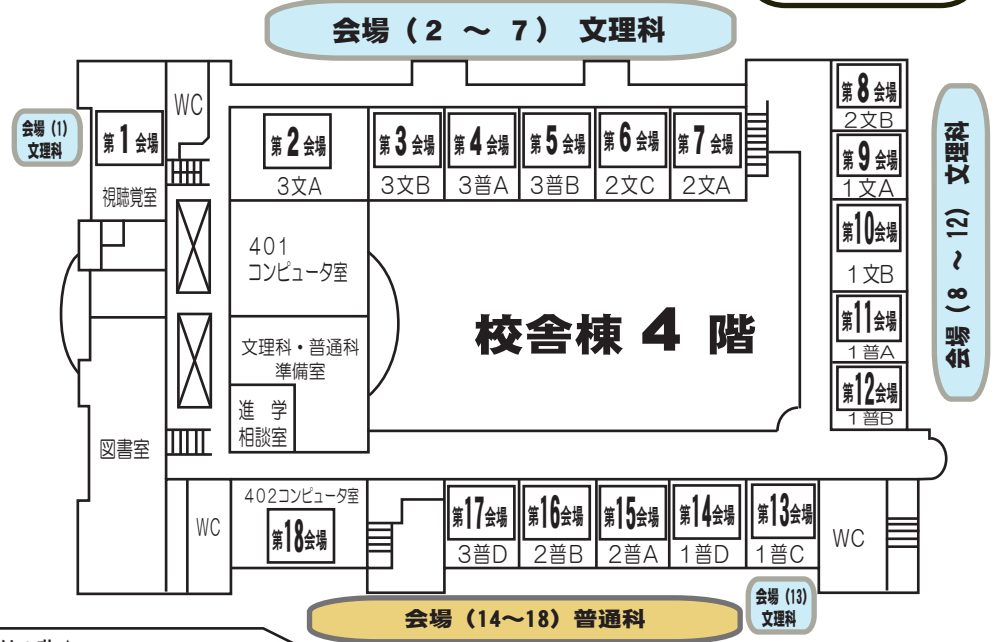 会場（2 ～ 7） 文理科
会場（1）
文理科
第1会場
視聴覚室
WC
第2会場
3文A
第3会場
3文B
第4会場
3普A
第5会場
3普B
第6会場
2文C
第7会場
2文A
第8会場
2文B
第9会場
1文A
第10会場
1文B
第11会場
1普A
第12会場
1普B
会場（8 ～ 12） 文理科
401
コンピュータ室
校舎棟 4 階
文理科・普通科
準備室
進 学
相談室
図書室
WC
402コンピュータ室
第18会場
第17会場
3普D
第16会場
2普B
第15会場
2普A
第14会場
1普D
第13会場
1普C
WC
会場（14～18）普通科
会場（13）
文理科